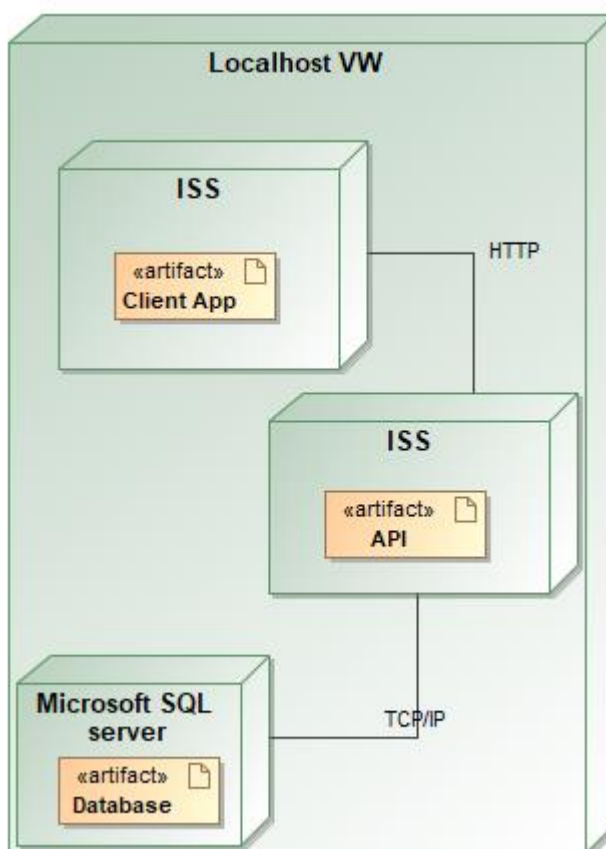 Localhost VW
ISS
«artifact»
Client App
HTTP
ISS
«artifact»
API
TCP/IP
Microsoft SQL
server
«artifact»
Database